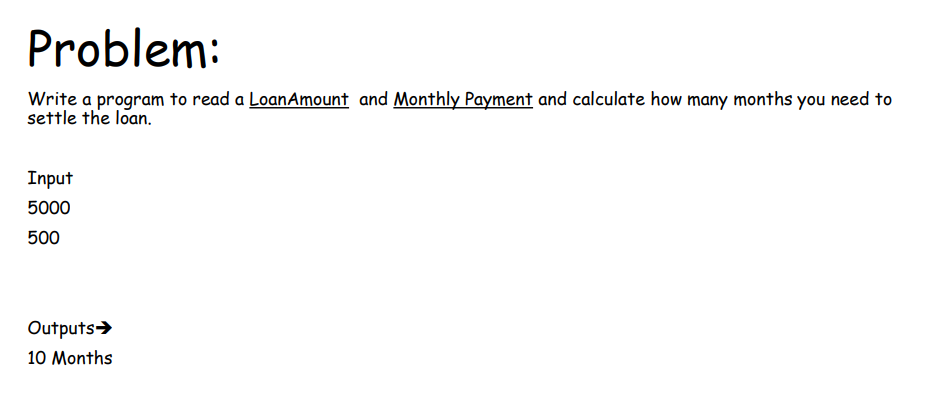 Problem:
Write a program to read a LoanAmount and Monthly Payment and calculate how many months you need to
settle the loan.
Input
5000
500
Outputs➔
10 Months